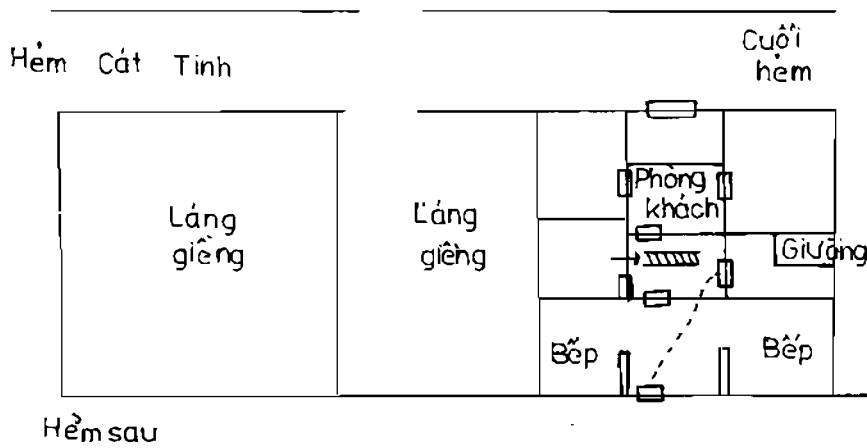 Hẻm Cát Tinh
Cuối
hẻm
Láng
giềng
Láng
giềng
Phòng
khách
Giường
Bếp
Bếp
Hẻm sau